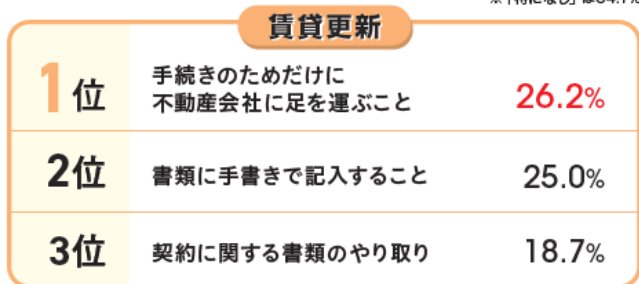 賃貸更新
1位
手続きのためだけに
不動産会社に足を運ぶこと
26.2%
2位
書類に手書きで記入すること
25.0%
3位
契約に関する書類のやり取り
18.7%